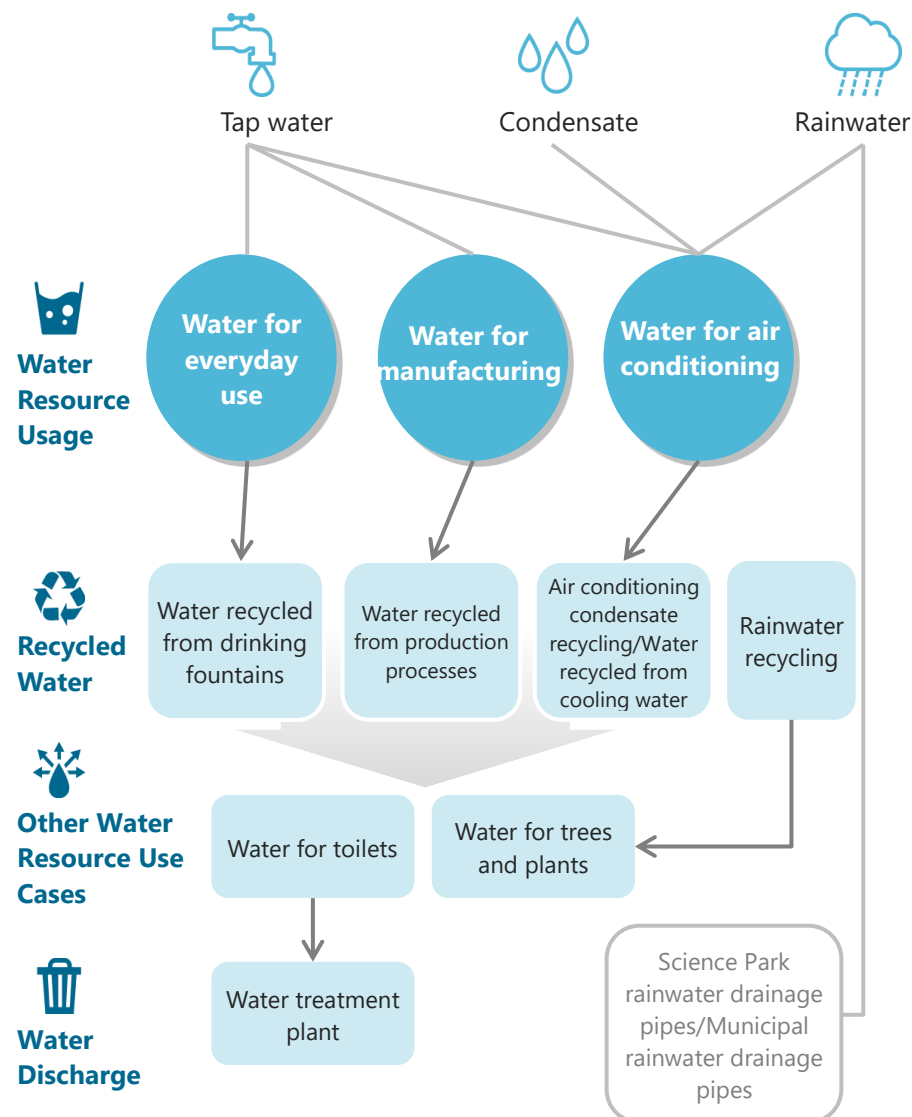 Tap water
Condensate
Rainwater
Water
Resource
Usage
Water for
everyday
use
Water for
manufacturing
Water for air
conditioning
Recycled
Water
Water recycled
from drinking
fountains
Water recycled
from production
processes
Air conditioning
condensate
recycling/Water
recycled from
cooling water
Rainwater
recycling
Other Water
Resource Use
Cases
Water for toilets
Water for trees
and plants
Water
Discharge
Water treatment
plant
Science Park
rainwater drainage
pipes/Municipal
rainwater drainage
pipes